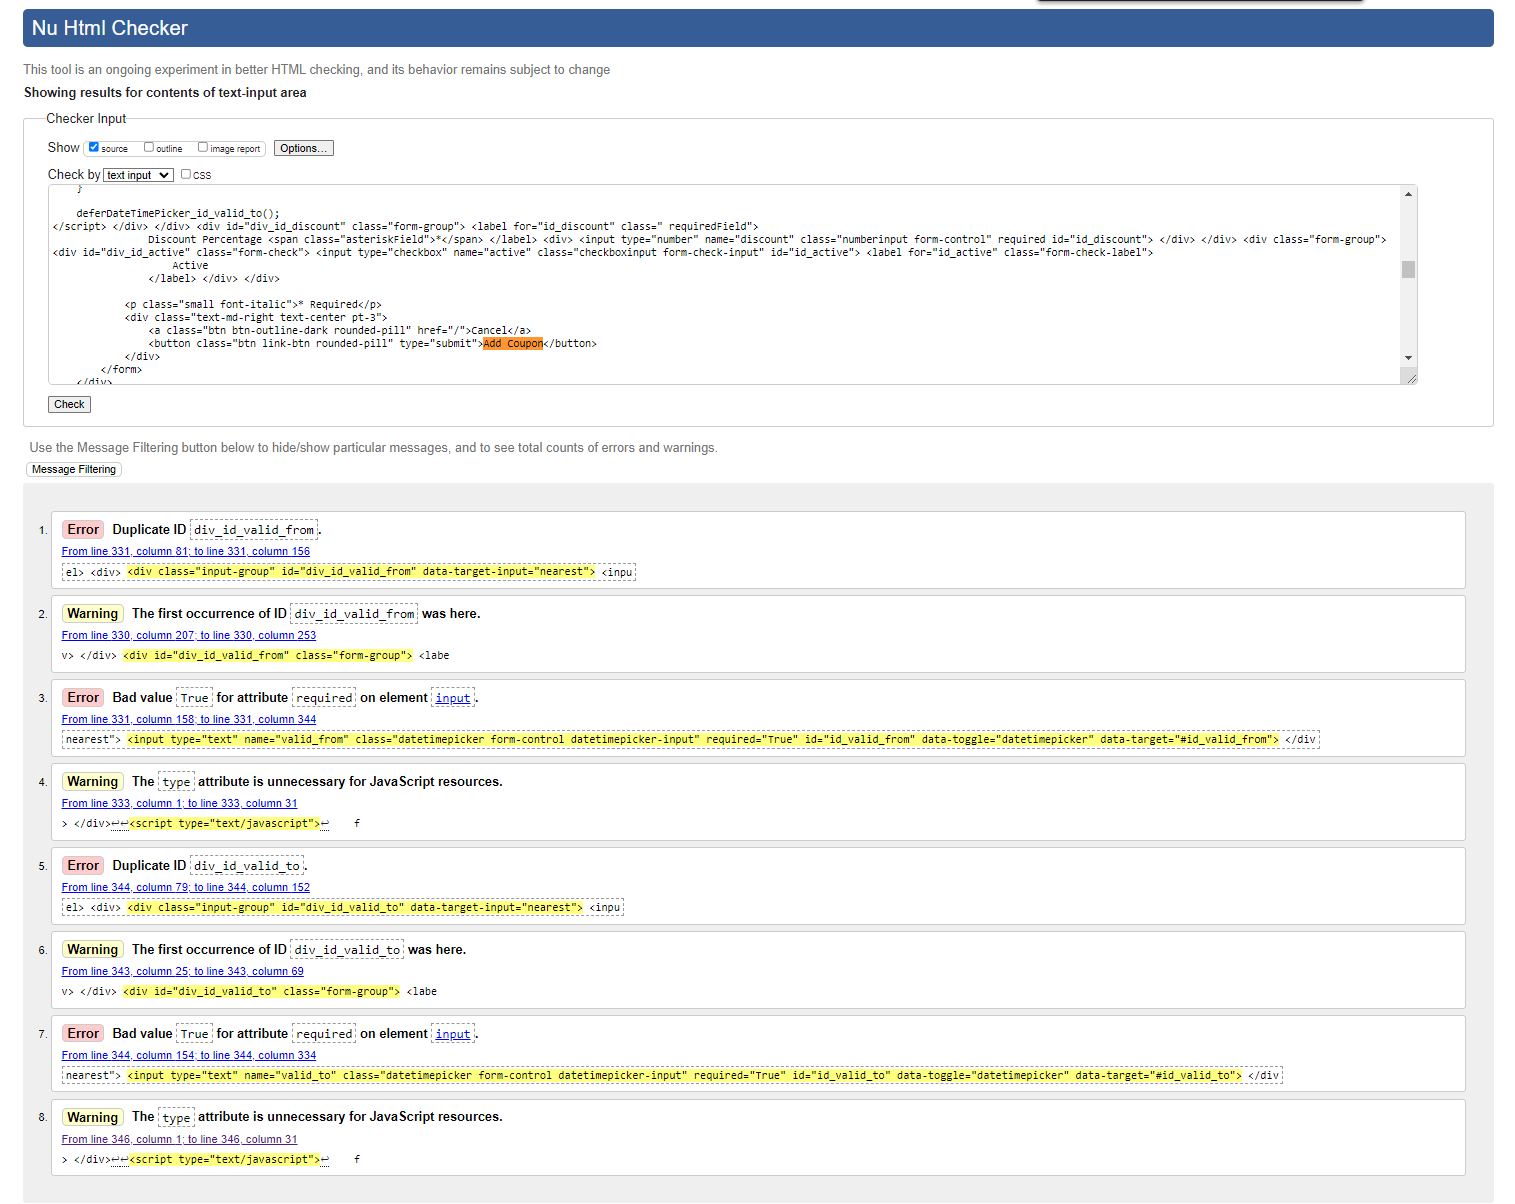 Nu Html Checker
This tool is an ongoing experiment in better HTML checking, and its behavior remains subject to change
Showing results for contents of text-input area
Checker Input
Show source outline image report Options...
Check by text input css
}
deferDateTimePicker_id_valid_to();
</script> </div> </div> <div id="div_id_discount" class="form-group"> <label for="id_discount" class=" requiredField">
Discount Percentage <span class="asteriskField">*</span> </label> <div> <input type="number" name="discount" class="numberinput form-control" required id="id_discount"> </div> </div> <div class="form-group">
<div id="div_id_active" class="form-check"> <input type="checkbox" name="active" class="checkboxinput form-check-input" id="id_active"> <label for="id_active" class="form-check-label">
Active
</label> </div> </div>
<p class="small font-italic">* Required</p>
<div class="text-md-right text-center pt-3">
<a class="btn btn-outline-dark rounded-pill" href="/">Cancel</a>
<button class="btn link-btn rounded-pill" type="submit">Add Coupon</button>
</div>
</form>
</div>
Check
Use the Message Filtering button below to hide/show particular messages, and to see total counts of errors and warnings.
Message Filtering
1. Error Duplicate ID div_id_valid_from.
From line 331, column 81; to line 331, column 156
el> <div> <div class="input-group" id="div_id_valid_from" data-target-input="nearest"> <inpu
2. Warning The first occurrence of ID div_id_valid_from was here.
From line 330, column 207; to line 330, column 253
v> </div> <div id="div_id_valid_from" class="form-group"> <labe
3. Error Bad value True for attribute required on element input.
From line 331, column 158; to line 331, column 344
nearest"> <input type="text" name="valid_from" class="datetimepicker form-control datetimepicker-input" required="True" id="id_valid_from" data-toggle="datetimepicker" data-target="#id_valid_from"> </div
4. Warning The type attribute is unnecessary for JavaScript resources.
From line 333, column 1; to line 333, column 31
> </div>↩↩<script type="text/javascript">↩ f
5. Error Duplicate ID div_id_valid_to.
From line 344, column 79; to line 344, column 152
el> <div> <div class="input-group" id="div_id_valid_to" data-target-input="nearest"> <inpu
6. Warning The first occurrence of ID div_id_valid_to was here.
From line 343, column 25; to line 343, column 69
v> </div> <div id="div_id_valid_to" class="form-group"> <labe
7. Error Bad value True for attribute required on element input.
From line 344, column 154; to line 344, column 334
nearest"> <input type="text" name="valid_to" class="datetimepicker form-control datetimepicker-input" required="True" id="id_valid_to" data-toggle="datetimepicker" data-target="#id_valid_to"> </div
8. Warning The type attribute is unnecessary for JavaScript resources.
From line 346, column 1; to line 346, column 31
> </div>↩↩<script type="text/javascript">↩ f